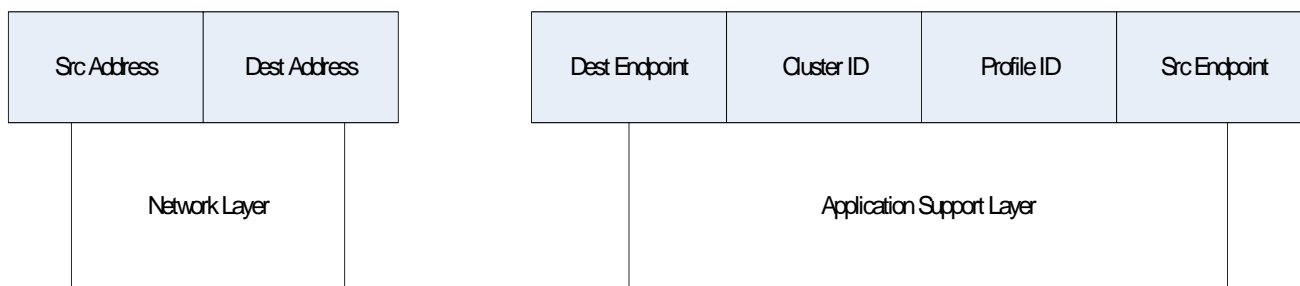 Src Address Dest Address Dest Endpoint Cluster ID Profile ID Src Endpoint
Network Layer Application Support Layer